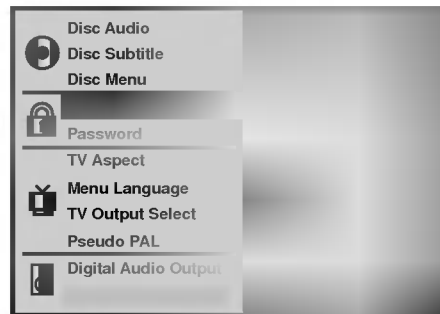 Disc Audio
Disc Subtitle
Disc Menu
Password
TV Aspect
Menu Language
TV Output Select
Pseudo PAL
Digital Audio Output